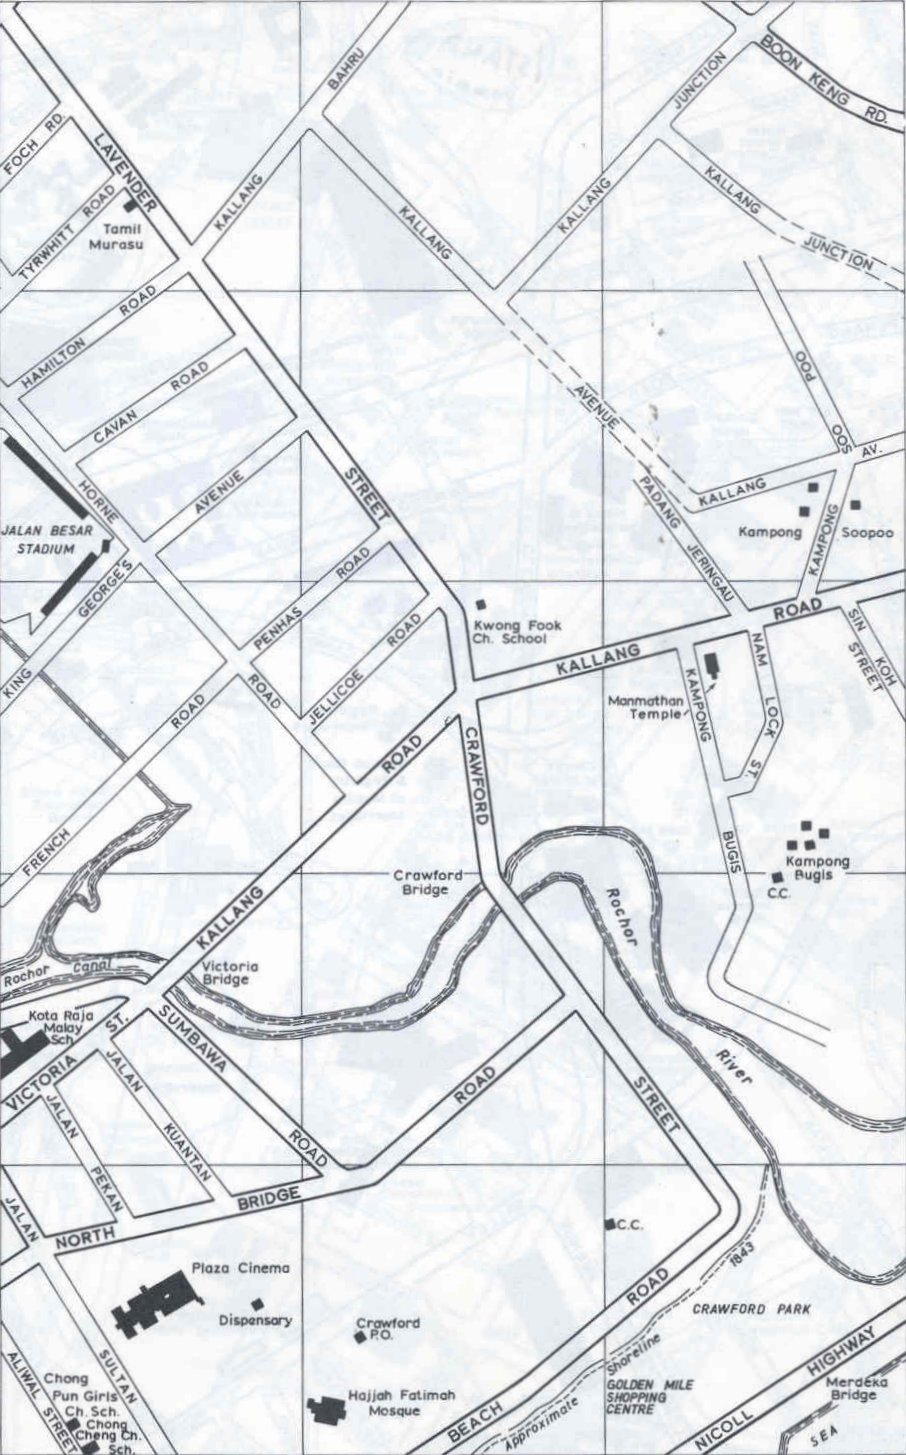 BAHRU
JUNCTION
BOON KENG RD.
FOCH RD.
LAVENDER
TYRWHITT ROAD
Tamil
Murasu
KALLANG
KALLANG
KALLANG
KALLANG
JUNCTION
HAMILTON ROAD
CAVAN ROAD
AVENUE
POO
SOO
AV.
KALLANG
HORNE
AVENUE
STREET
PADANG
JERINGAU
Kampong
KAMPONG
Soopoo
JALAN BESAR
STADIUM
GEORGE'S
KING
PENHAS ROAD
JELLICOE ROAD
ROAD
Kwong Fook
Ch. School
KALLANG
ROAD
SIN
KOH
STREET
NAM
LOCK
ST.
Manmathan
Temple
KAMPONG
BUGIS
ROAD
FRENCH
ROAD
CRAWFORD
Kampong
Bugis
C.C.
Crawford
Bridge
KALLANG
Rochor
Rochor Canal
Victoria
Bridge
Kota Raja
Malay
Sch.
VICTORIA ST.
SUMBAWA
ROAD
JALAN
KUANTAN
JALAN
PEKAN
ROAD
River
STREET
JALAN
NORTH
BRIDGE
C.C.
Plaza Cinema
Dispensary
Crawford
P.O.
ROAD
1843
CRAWFORD PARK
SULTAN
ALIWAL STREET
Chong
Pun Girls
Ch. Sch.
Chong
Cheng Ch.
Sch.
Hajjah Fatimah
Mosque
BEACH
Approximate
Shoreline
GOLDEN MILE
SHOPPING
CENTRE
NICOLL
HIGHWAY
Merdeka
Bridge
SEA